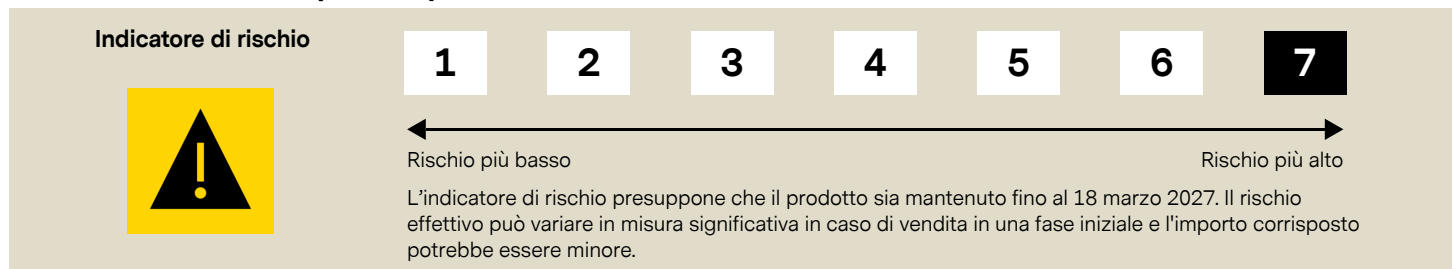 Indicatore di rischio
1 2 3 4 5 6 7
Rischio più basso Rischio più alto
L'indicatore di rischio presuppone che il prodotto sia mantenuto fino al 18 marzo 2027. Il rischio
effettivo può variare in misura significativa in caso di vendita in una fase iniziale e l'importo corrisposto
potrebbe essere minore.